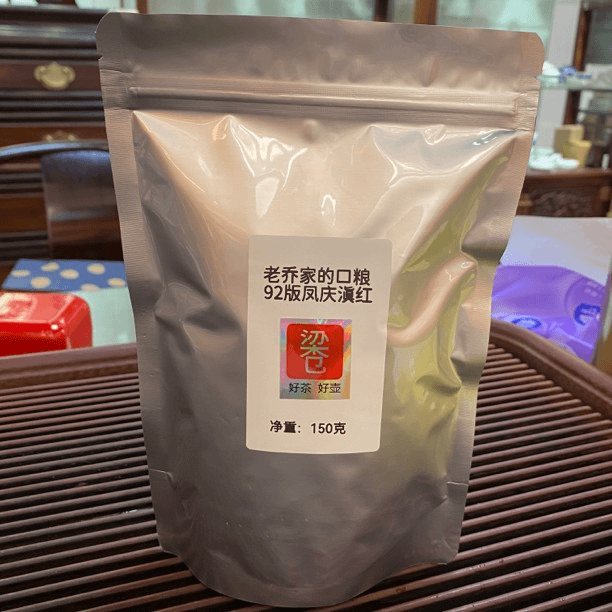 老乔家的口粮
92版凤庆滇红
好茶 好壶
净重：150克